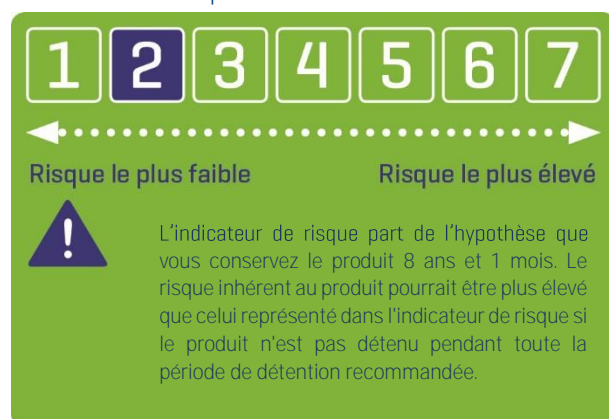 1 2 3 4 5 6 7
Risque le plus faible Risque le plus élevé
!
L'indicateur de risque part de l'hypothèse que
vous conservez le produit 8 ans et 1 mois. Le
risque inhérent au produit pourrait être plus élevé
que celui représenté dans l'indicateur de risque si
le produit n'est pas détenu pendant toute la
période de détention recommandée.